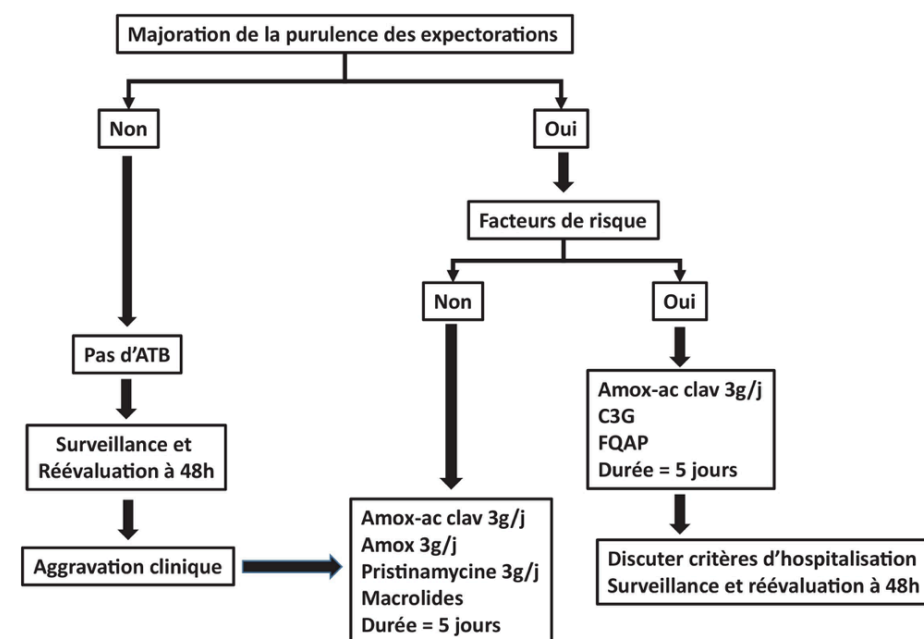 Majoration de la purulence des expectorations
Non
Oui
Facteurs de risque
Non
Oui
Pas d’ATB
Amox-ac clav 3g/j
C3G
FQAP
Durée = 5 jours
Surveillance et
Réévaluation à 48h
Aggravation clinique
Amox-ac clav 3g/j
Amox 3g/j
Pristinamycine 3g/j
Macrolides
Durée = 5 jours
Discuter critères d’hospitalisation
Surveillance et réévaluation à 48h